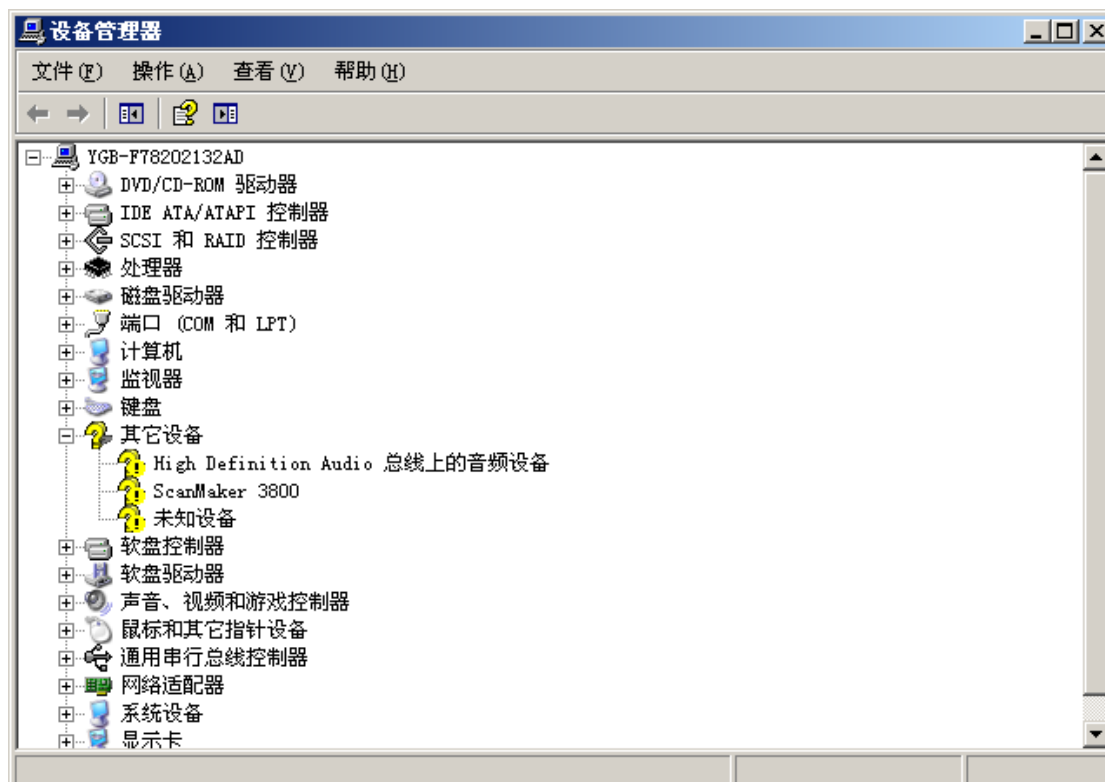 设备管理器
文件(F) 操作(A) 查看(V) 帮助(H)
YGB-F78202132AD
DVD/CD-ROM 驱动器
IDE ATA/ATAPI 控制器
SCSI 和 RAID 控制器
处理器
磁盘驱动器
端口 (COM 和 LPT)
计算机
监视器
键盘
其它设备
High Definition Audio 总线上的音频设备
ScanMaker 3800
未知设备
软盘控制器
软盘驱动器
声音、视频和游戏控制器
鼠标和其它指针设备
通用串行总线控制器
网络适配器
系统设备
显示卡